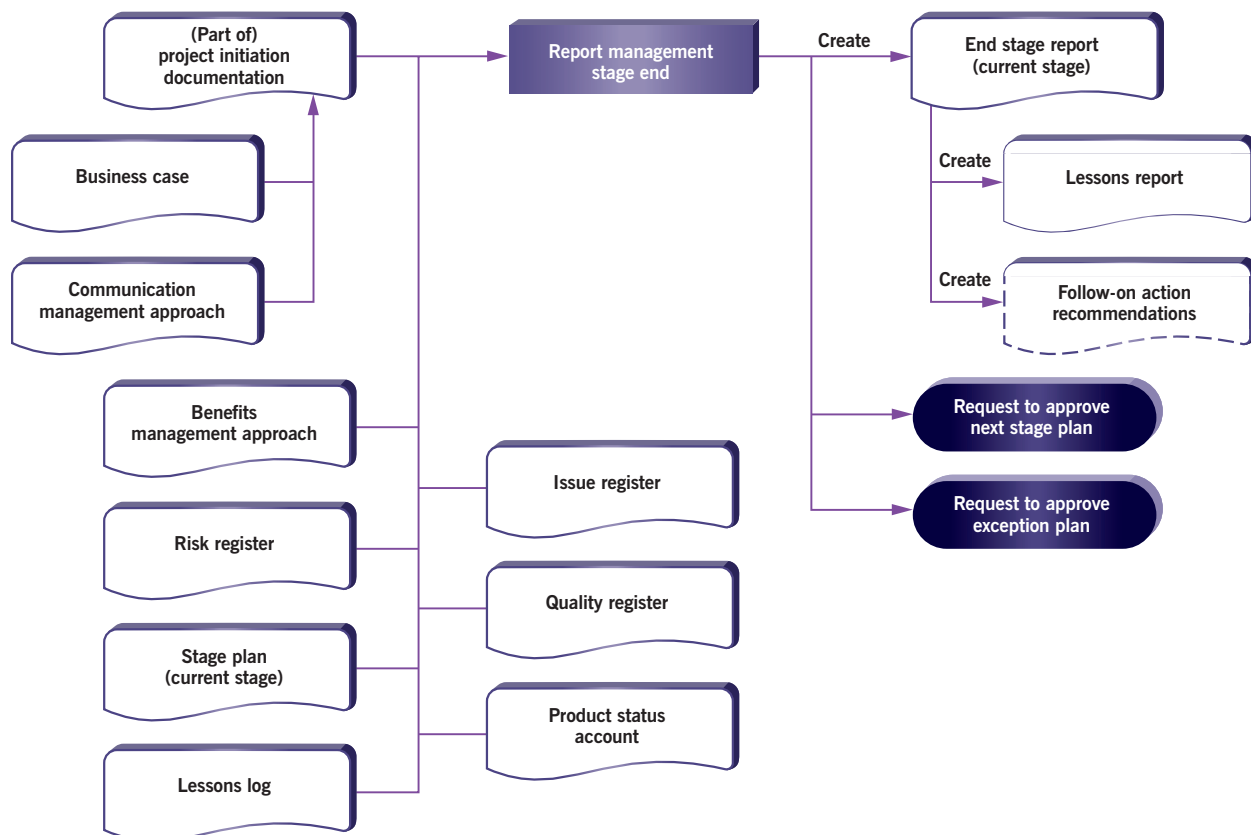 (Part of)
project initiation
documentation
Report management
stage end
Create
End stage report
(current stage)
Business case
Create
Lessons report
Communication
management approach
Create
Follow-on action
recommendations
Benefits
management approach
Request to approve
next stage plan
Issue register
Request to approve
exception plan
Risk register
Quality register
Stage plan
(current stage)
Product status
account
Lessons log